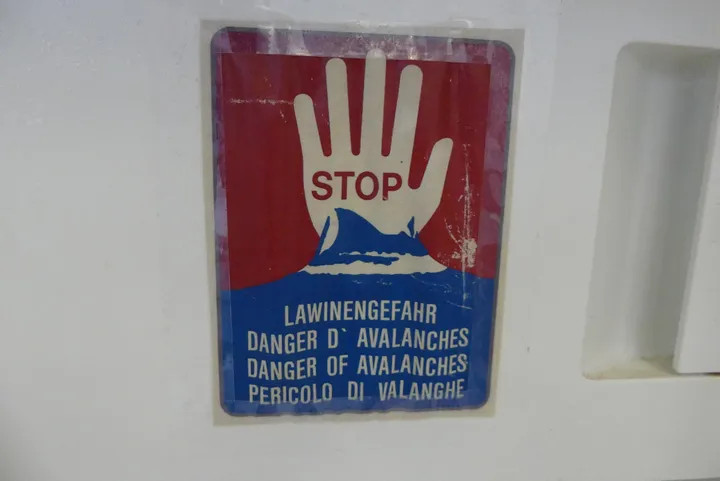 STOP
LAWINENGEFAHR
DANGER D` AVALANCHES
DANGER OF AVALANCHES
PERICOLO DI VALANGHE